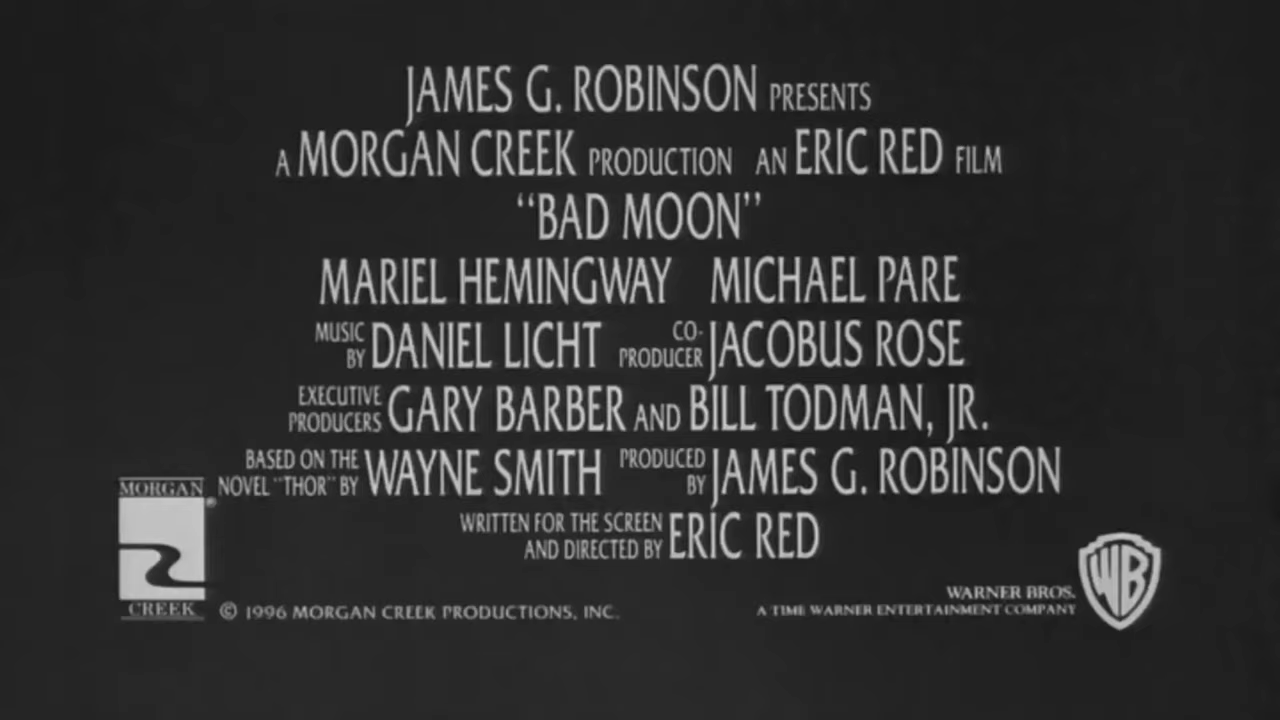 JAMES G. ROBINSON PRESENTS
A MORGAN CREEK PRODUCTION AN ERIC RED FILM
"BAD MOON"
MARIEL HEMINGWAY MICHAEL PARE
MUSIC BY DANIEL LICHT CO-PRODUCER JACOBUS ROSE
EXECUTIVE PRODUCERS GARY BARBER AND BILL TODMAN, JR.
BASED ON THE NOVEL "THOR" BY WAYNE SMITH PRODUCED BY JAMES G. ROBINSON
WRITTEN FOR THE SCREEN AND DIRECTED BY ERIC RED
MORGAN
CREEK
®
© 1996 MORGAN CREEK PRODUCTIONS, INC.
WARNER BROS.
A TIME WARNER ENTERTAINMENT COMPANY
WB